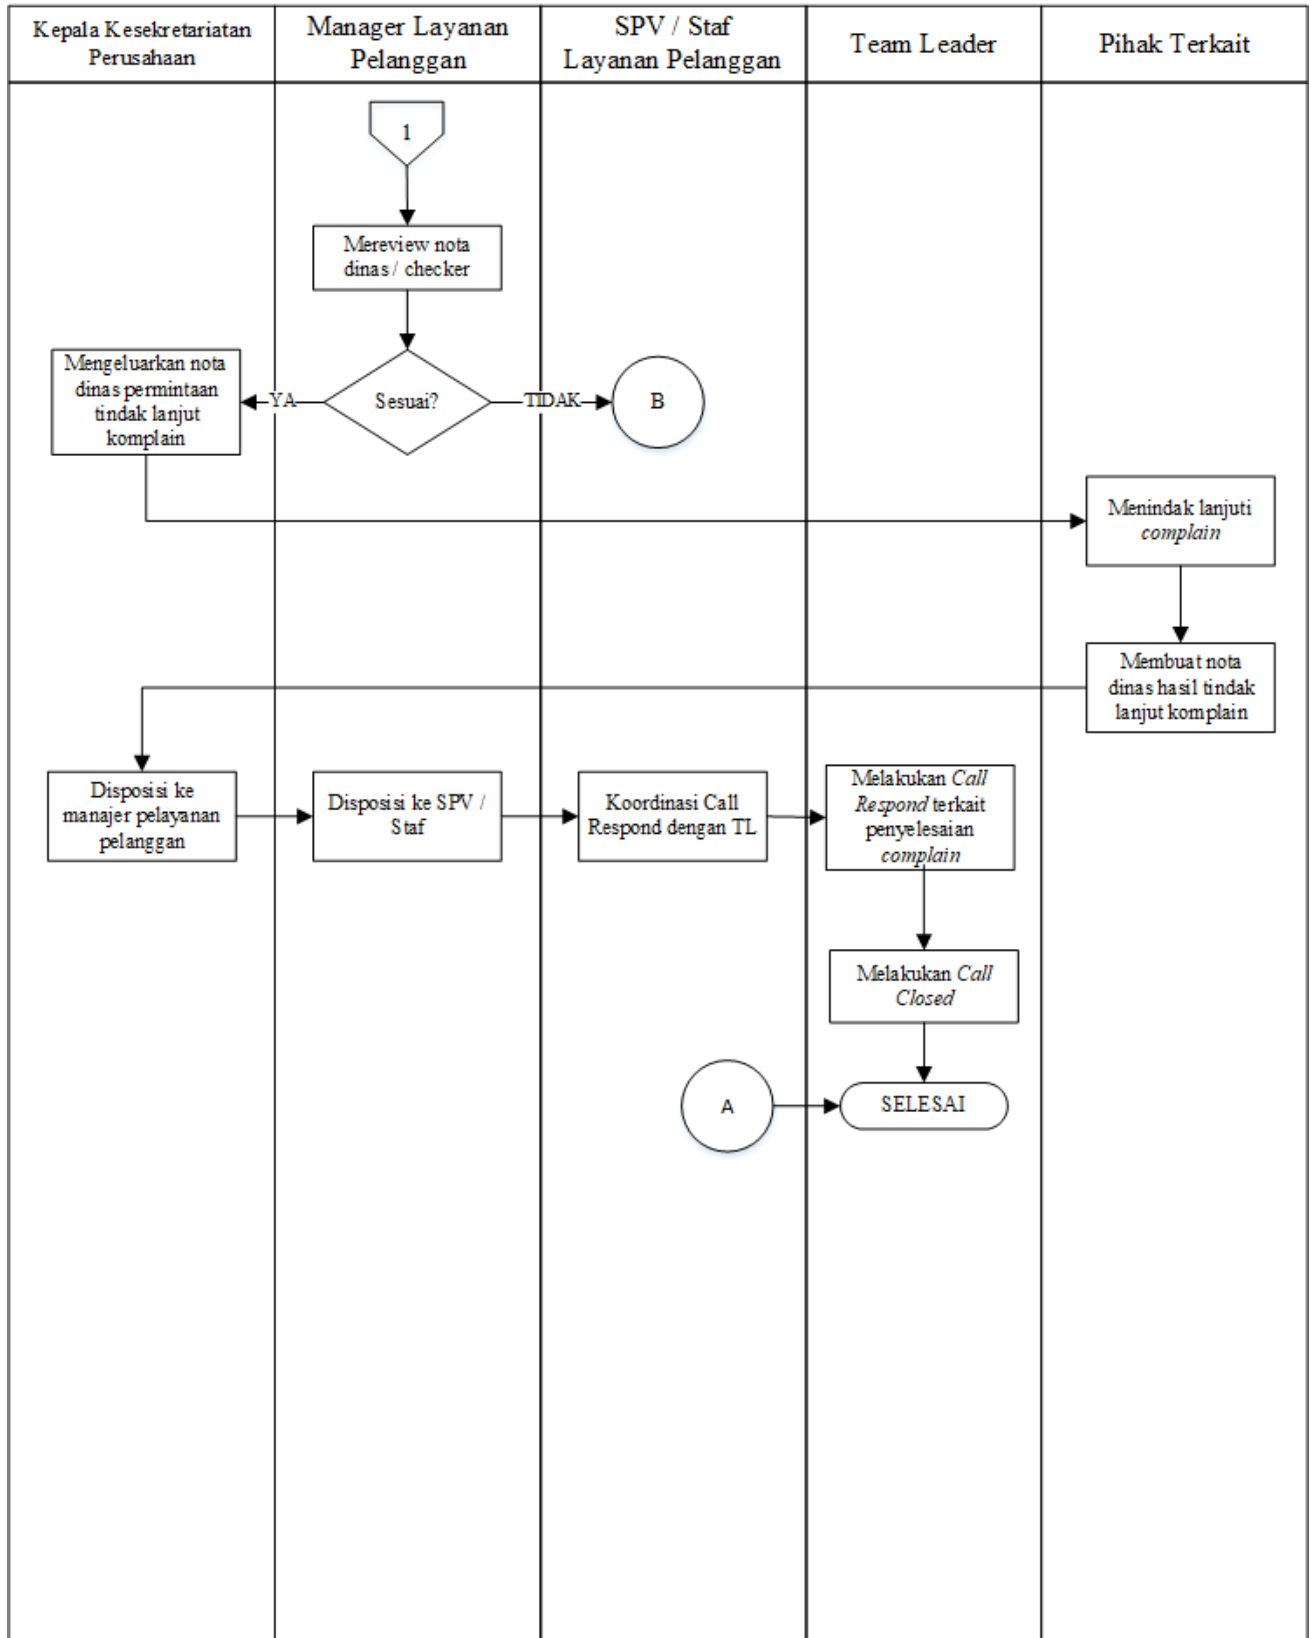 Kepala Kesekretariatan
Perusahaan
Manager Layanan
Pelanggan
SPV / Staf
Layanan Pelanggan
Team Leader
Pihak Terkait
1
Mereview nota
dinas / checker
Mengeluarkan nota
dinas permintaan
tindak lanjut
komplain
YA
Sesuai?
TIDAK
B
Menindak lanjuti
complain
Membuat nota
dinas hasil tindak
lanjut komplain
Disposisi ke
manajer pelayanan
pelanggan
Disposisi ke SPV /
Staf
Koordinasi Call
Respond dengan TL
Melakukan Call
Respond terkait
penyelesaian
complain
Melakukan Call
Closed
A
SELESAI